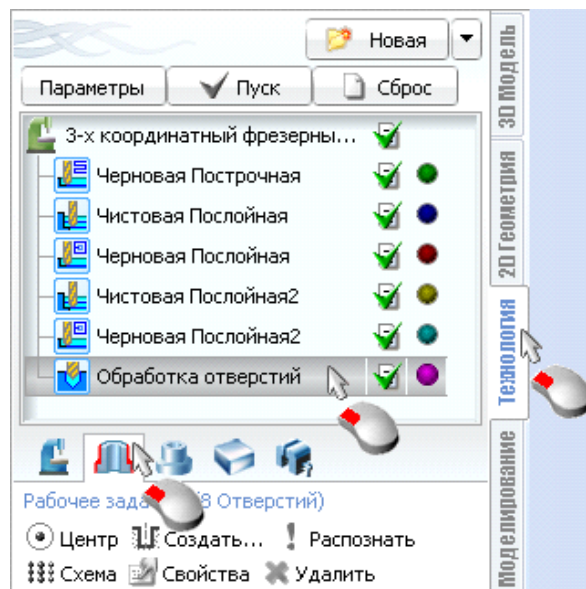 Новая
Параметры Пуск Сброс
3-х координатный фрезерны...
Черновая Построчная
Чистовая Послойная
Черновая Послойная
Чистовая Послойная2
Черновая Послойная2
Обработка отверстий
Рабочее зада (8 Отверстий)
Центр Создать... Распознать
Схема Свойства Удалить
3D Модель
2D Геометрия
Технология
Моделирование